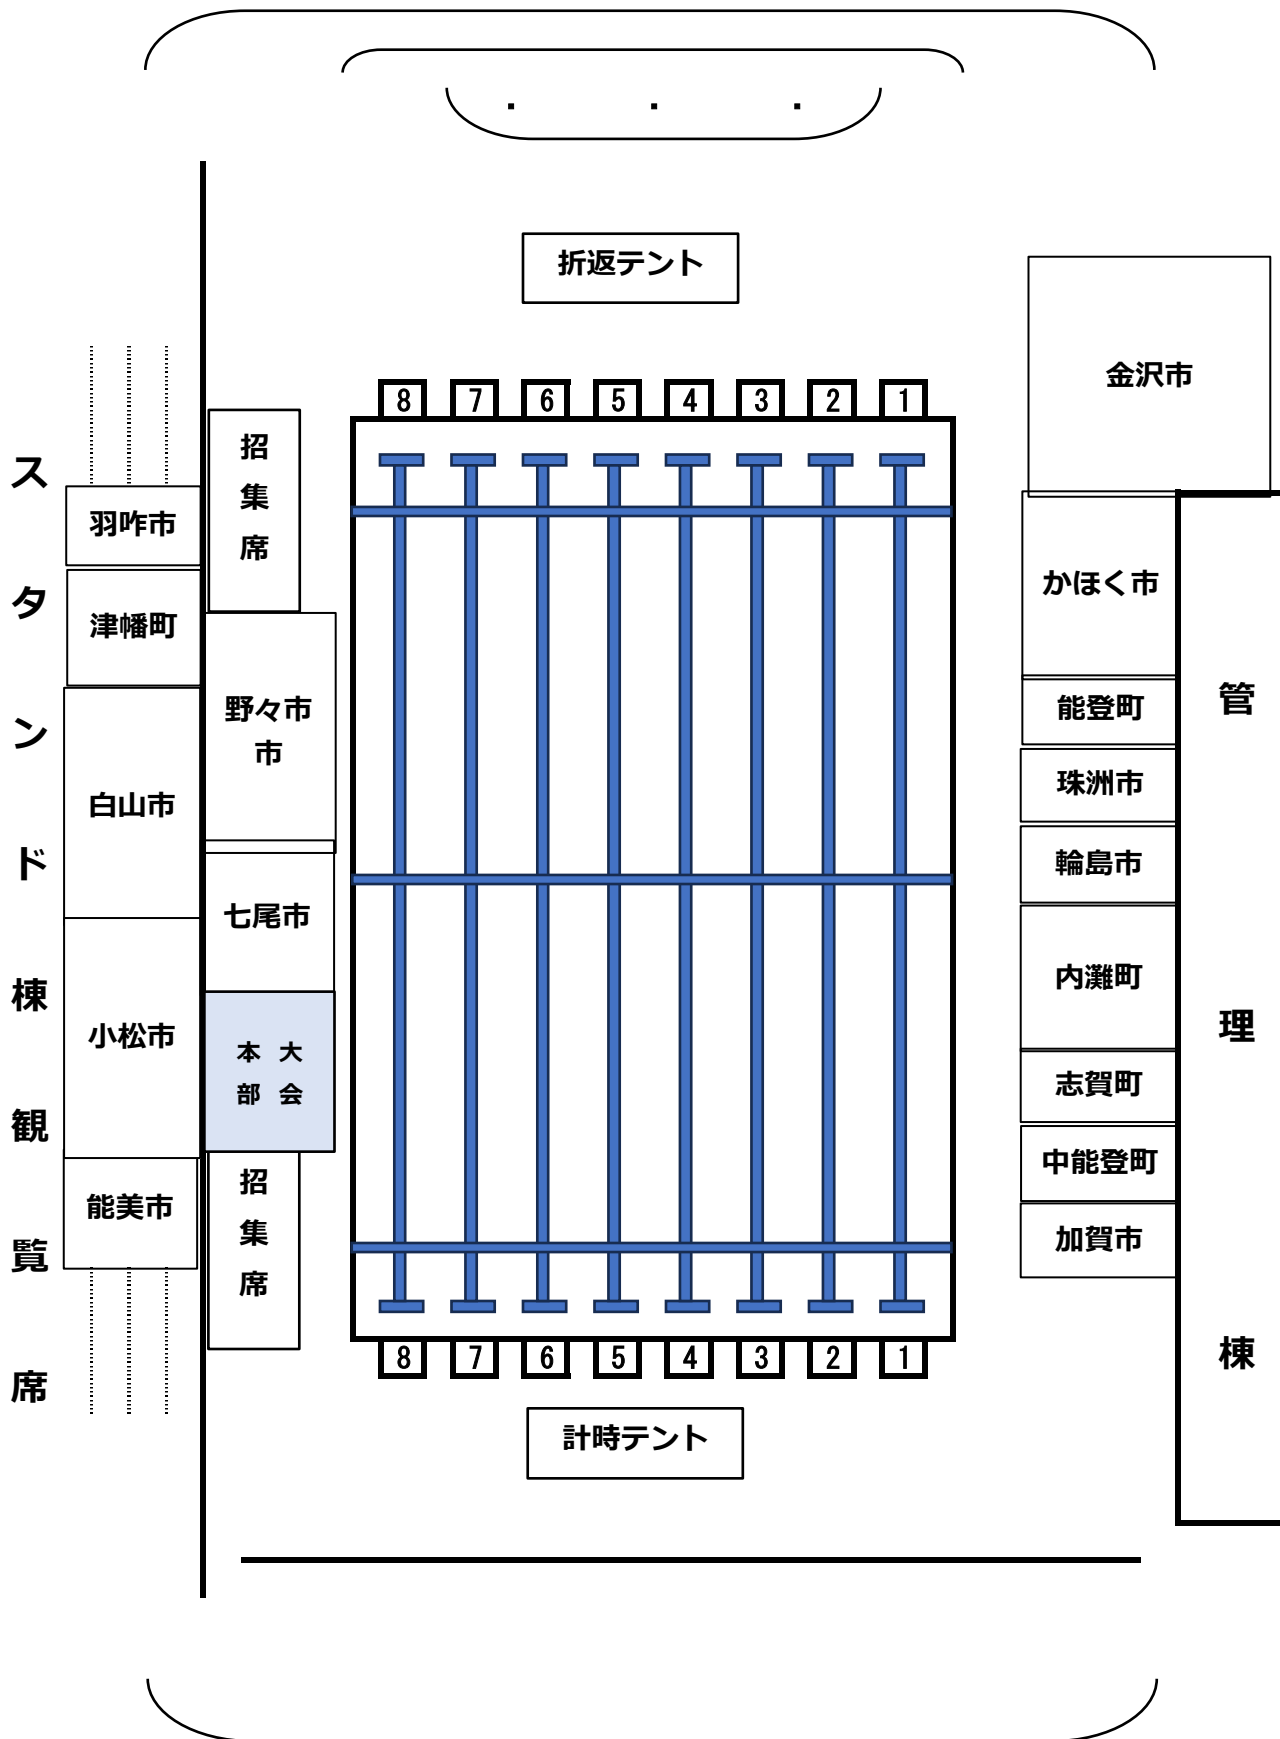 折返テント
金沢市
8 7 6 5 4 3 2 1
スタンド棟観覧席
招集席
羽咋市
津幡町
白山市
小松市
能美市
野々市
市
七尾市
大会
本部
招集席
かほく市
能登町
珠洲市
輪島市
内灘町
志賀町
中能登町
加賀市
管理棟
8 7 6 5 4 3 2 1
計時テント